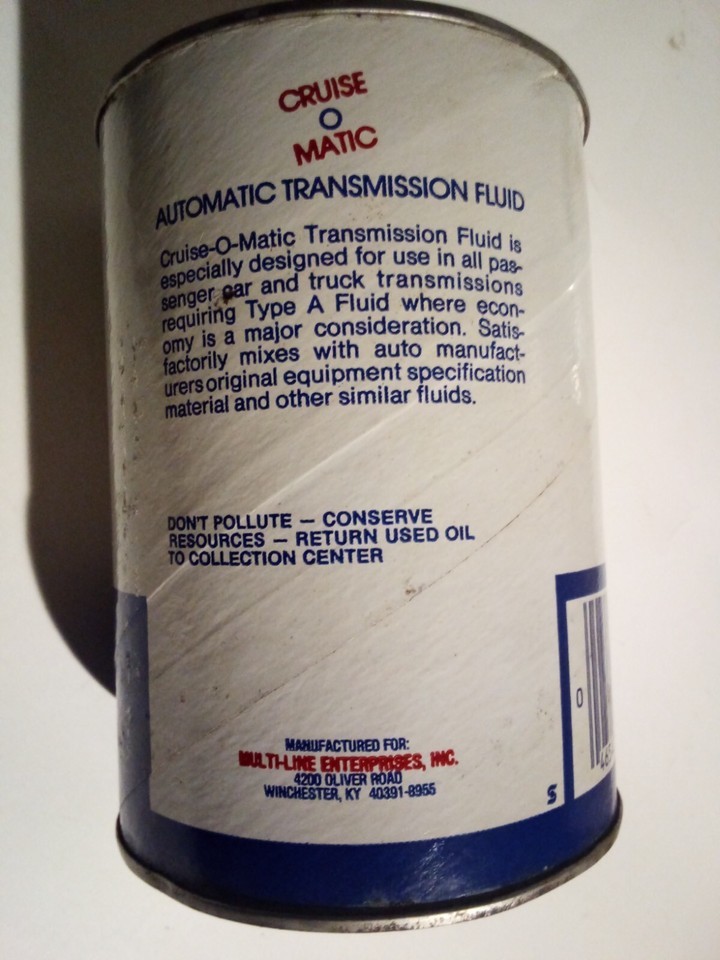 CRUISE
O
MATIC
AUTOMATIC TRANSMISSION FLUID
Cruise-O-Matic Transmission Fluid is
especially designed for use in all pas-
senger car and truck transmissions
requiring Type A Fluid where econ-
omy is a major consideration. Satis-
factorily mixes with auto manufact-
urers original equipment specification
material and other similar fluids.
DON'T POLLUTE — CONSERVE
RESOURCES — RETURN USED OIL
TO COLLECTION CENTER
MANUFACTURED FOR:
MULTI-LINE ENTERPRISES, INC.
4200 OLIVER ROAD
WINCHESTER, KY 40391-8955
S
0